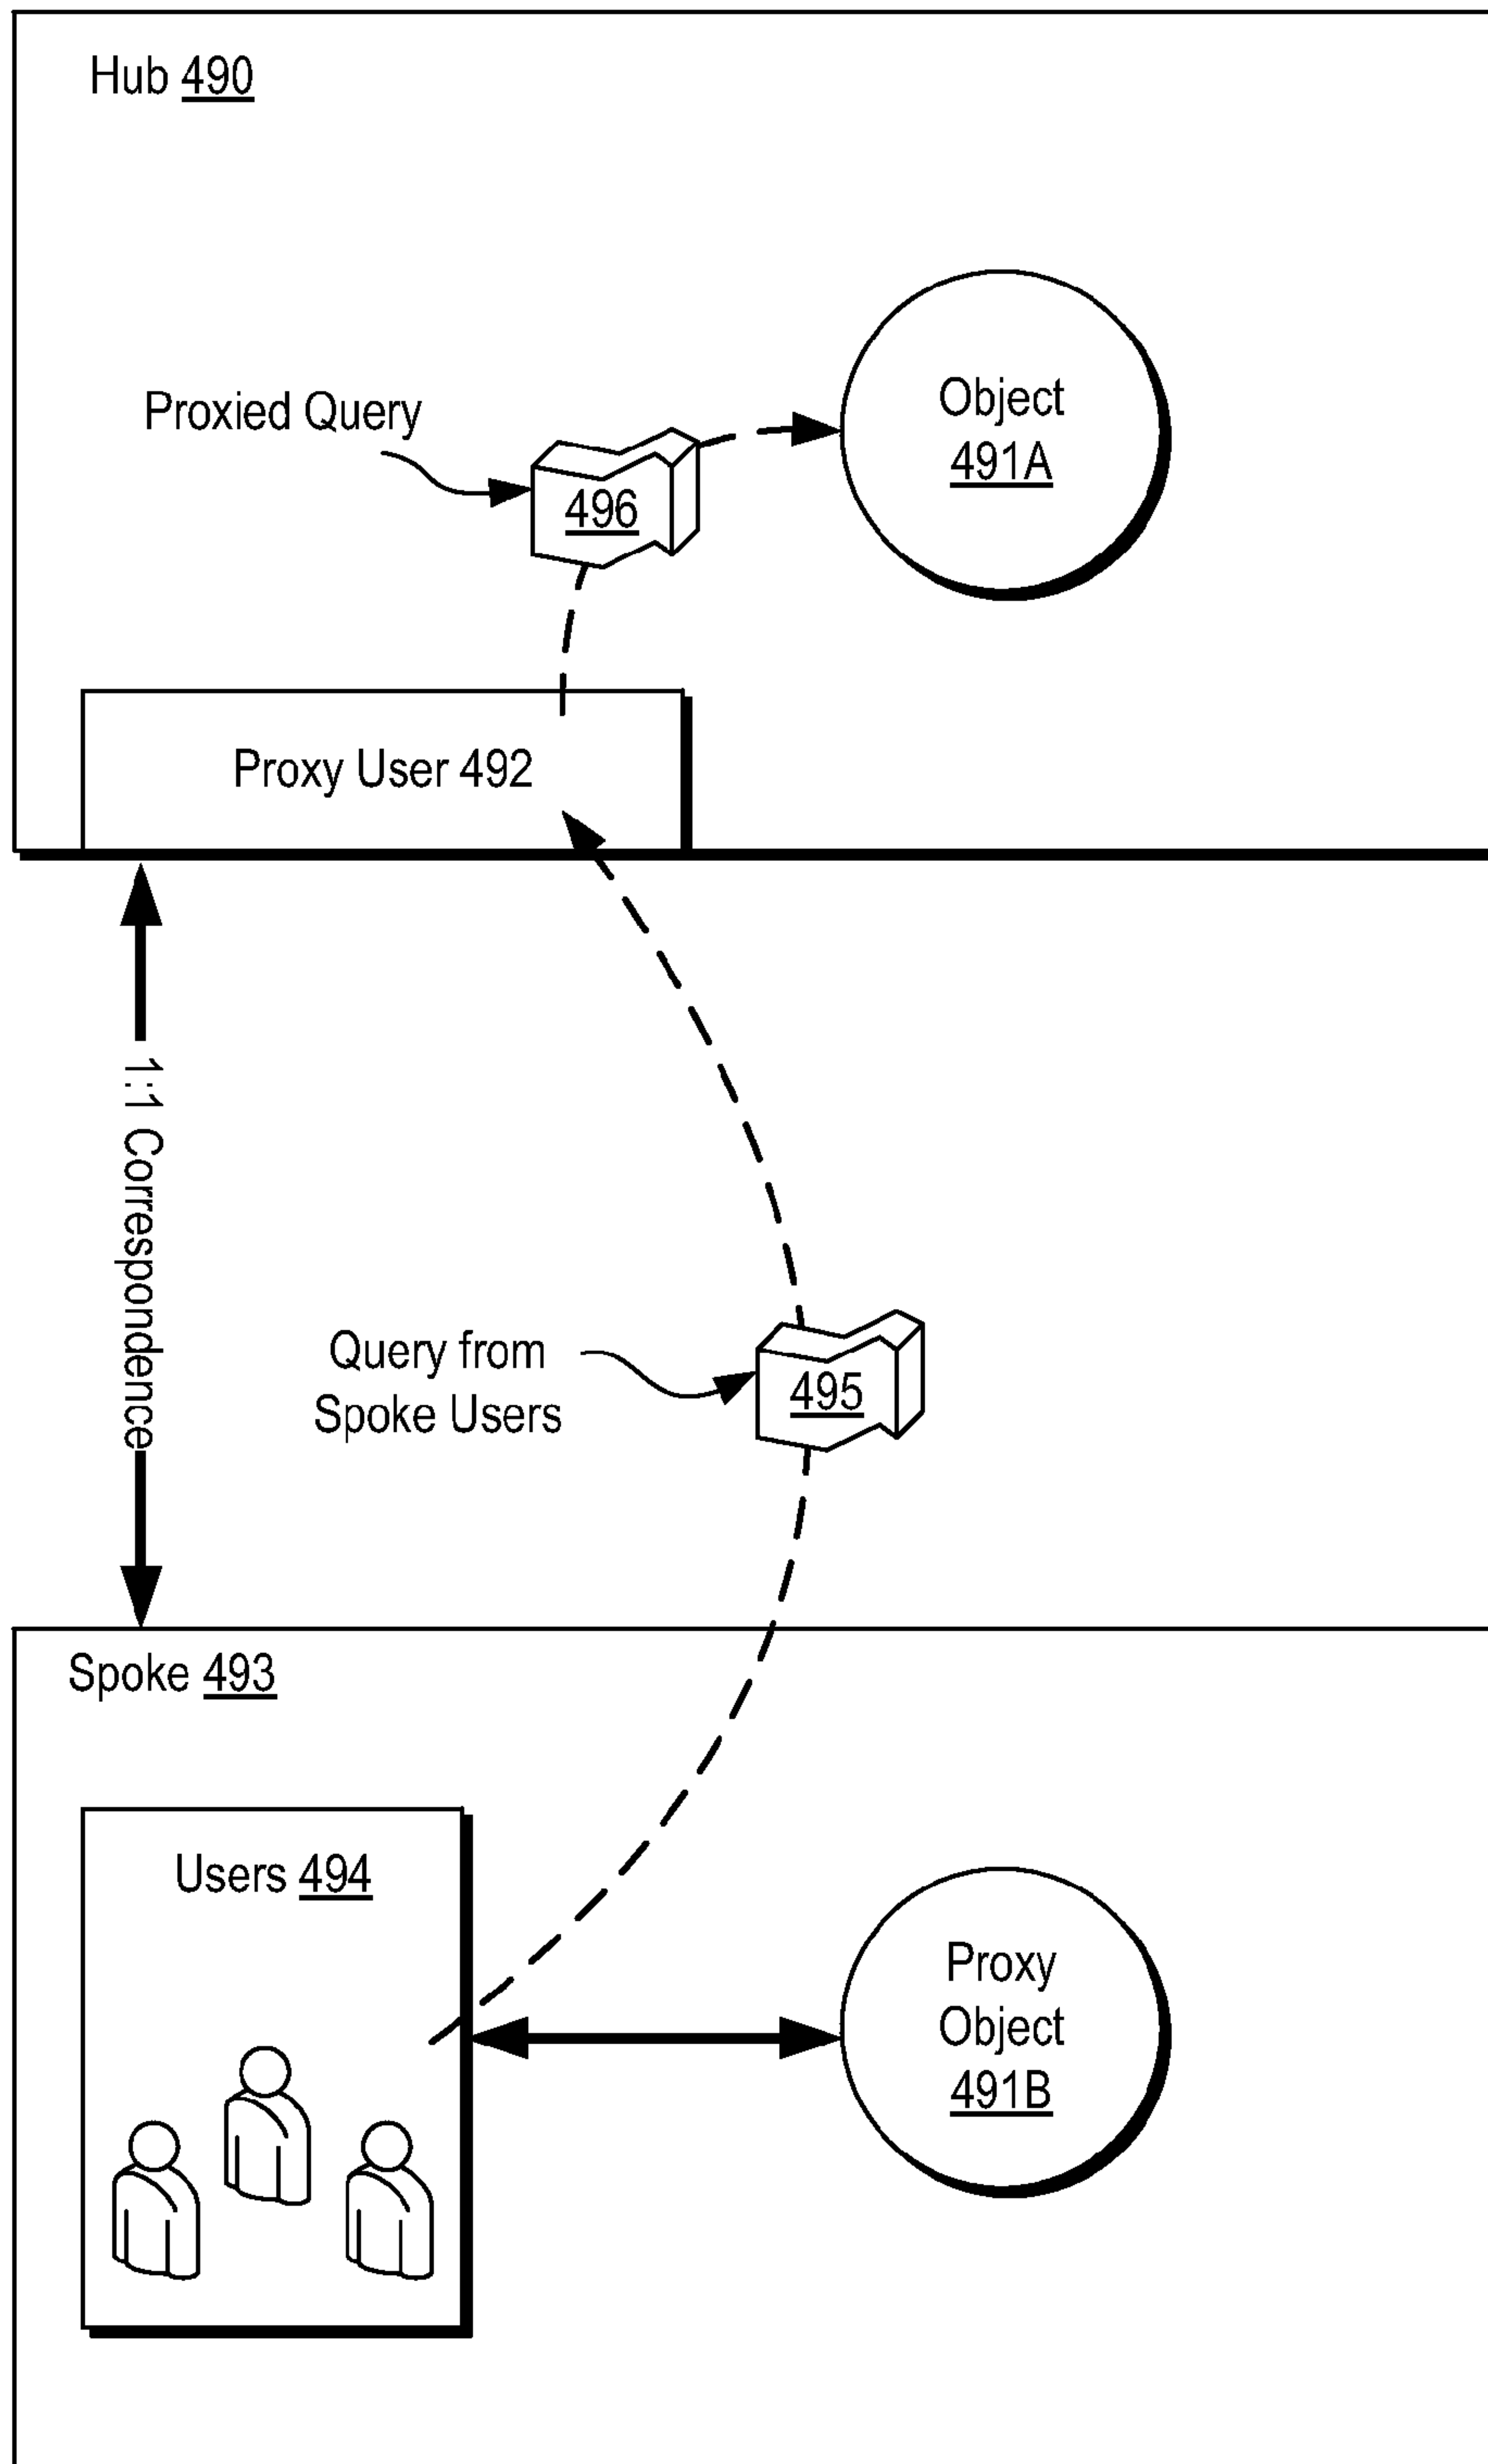 Hub 490
Proxied Query
496
Object
491A
Proxy User 492
1:1 Correspondence
Query from
Spoke Users
495
Spoke 493
Users 494
Proxy
Object
491B